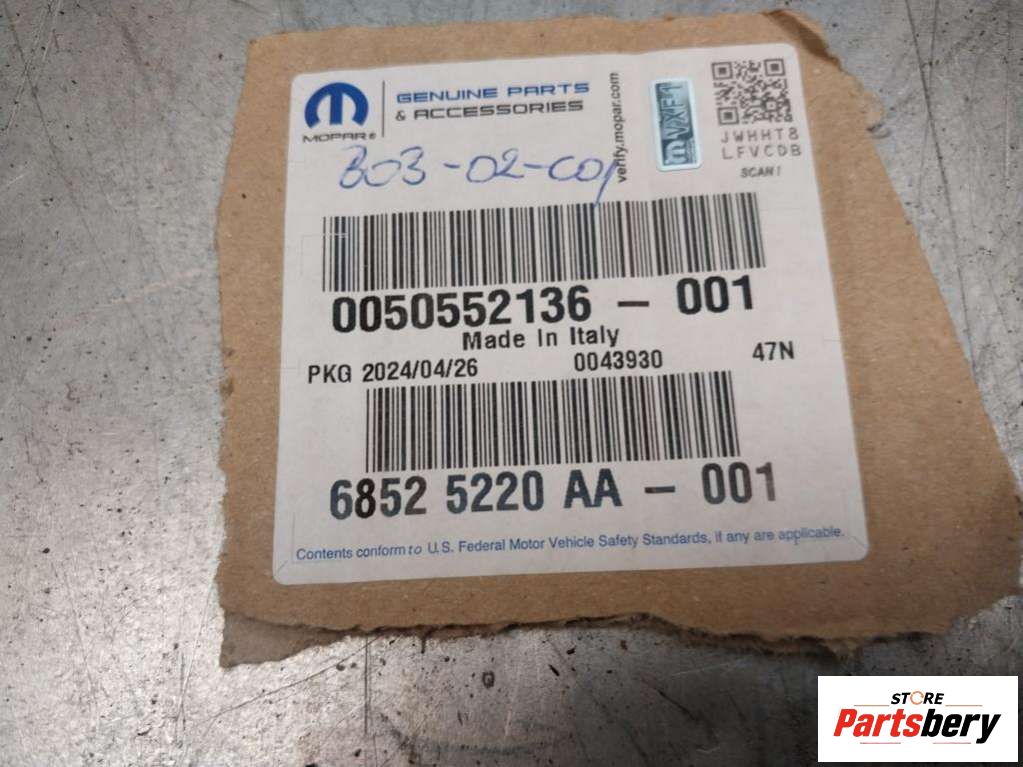 MOPAR®
GENUINE PARTS
& ACCESSORIES
verify.mopar.com
JWHHT8
LFVCDB
SCAN!
B03-02-C01
0050552136 - 001
Made In Italy
PKG 2024/04/26 0043930 47N
6852 5220 AA - 001
Contents conform to U.S. Federal Motor Vehicle Safety Standards, if any are applicable.
STORE
Partsbery